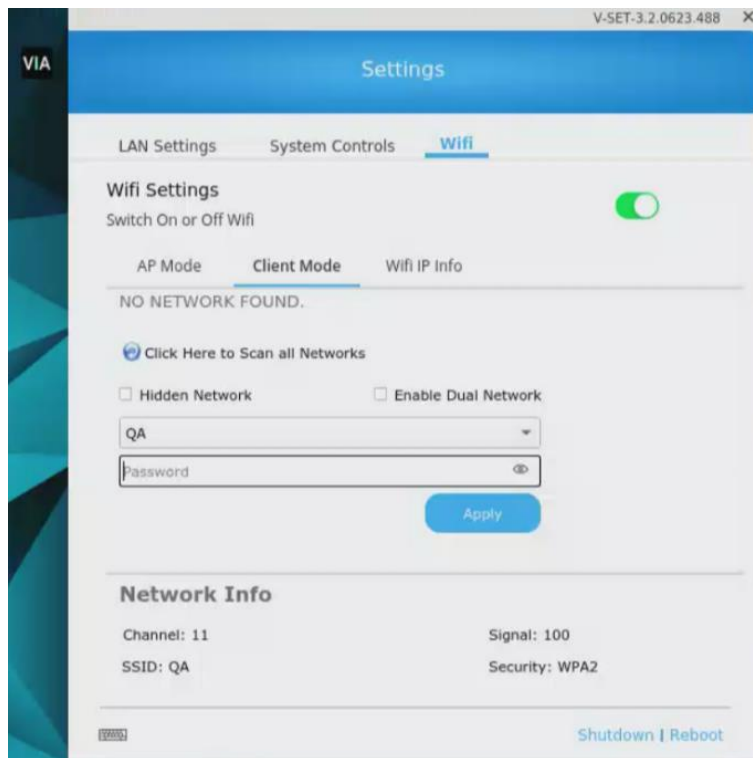 V-SET-3.2.0623.488 X
VIA
Settings
LAN Settings System Controls Wifi
Wifi Settings
Switch On or Off Wifi
AP Mode Client Mode Wifi IP Info
NO NETWORK FOUND.
Click Here to Scan all Networks
Hidden Network Enable Dual Network
QA
Password
Apply
Network Info
Channel: 11 Signal: 100
SSID: QA Security: WPA2
Shutdown | Reboot